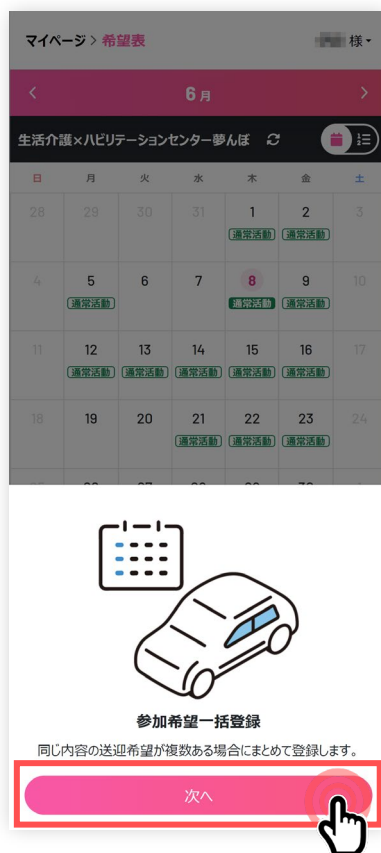 マイページ > 希望表 様
< 6月 >
生活介護×ハビリテーションセンター夢んぼ
日 月 火 水 木 金 土
28 29 30 31 1 2 3
通常活動 通常活動
4 5 6 7 8 9 10
通常活動 通常活動 通常活動
11 12 13 14 15 16 17
通常活動 通常活動 通常活動 通常活動 通常活動
18 19 20 21 22 23 24
通常活動 通常活動 通常活動
参加希望一括登録
同じ内容の送迎希望が複数ある場合にまとめて登録します。
次へ